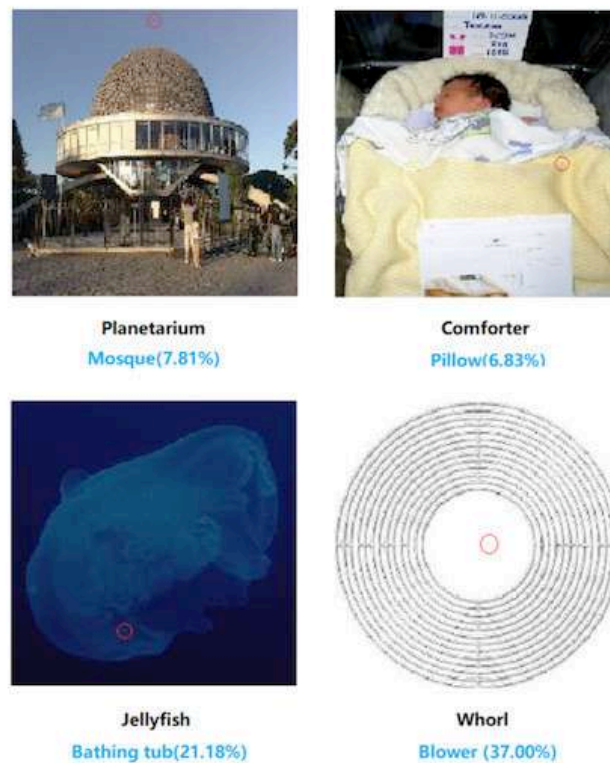 Planetarium
Mosque(7.81%)
Comforter
Pillow(6.83%)
Jellyfish
Bathing tub(21.18%)
Whorl
Blower (37.00%)